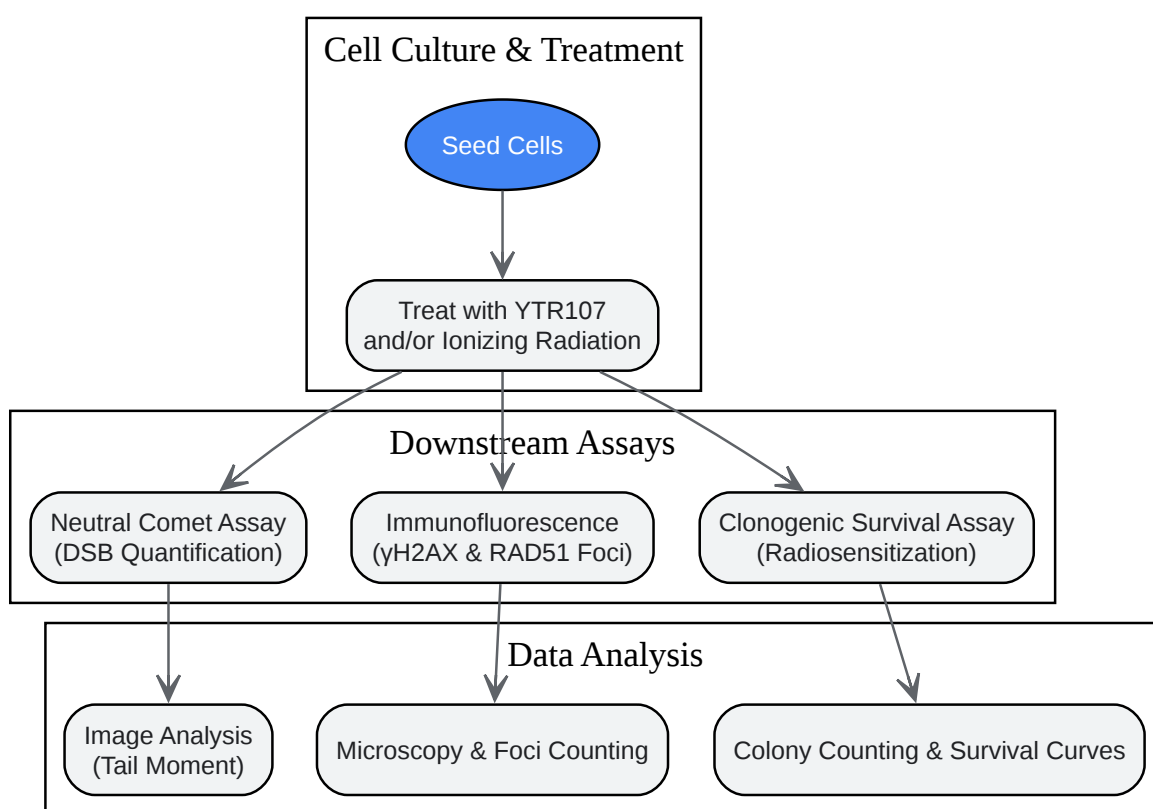 Cell Culture & Treatment
Seed Cells
Treat with YTR107
and/or Ionizing Radiation
Downstream Assays
Neutral Comet Assay
(DSB Quantification)
Immunofluorescence
(γH2AX & RAD51 Foci)
Clonogenic Survival Assay
(Radiosensitization)
Data Analysis
Image Analysis
(Tail Moment)
Microscopy & Foci Counting
Colony Counting & Survival Curves